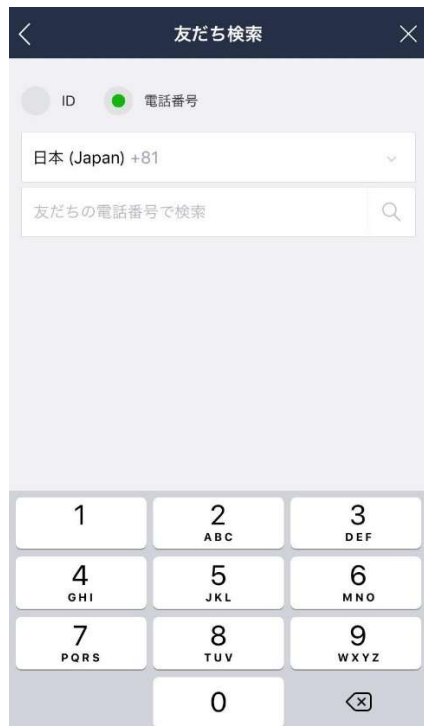 友だち検索
ID 電話番号
日本 (Japan) +81
友だちの電話番号で検索
1 2 3
ABC DEF
4 5 6
GHI JKL MNO
7 8 9
PQRS TUV WXYZ
0